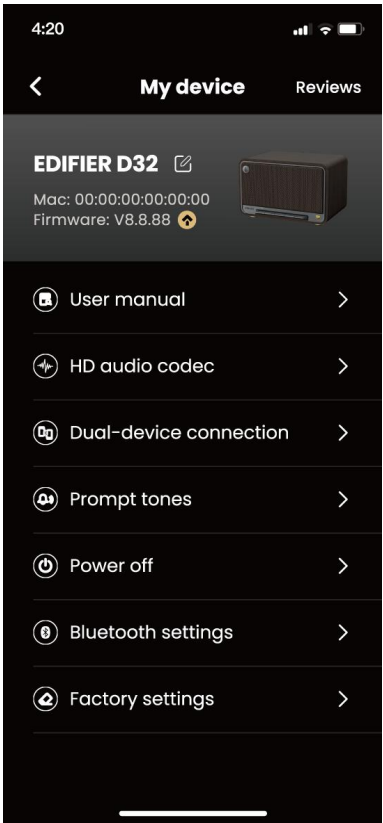 4:20
My device
Reviews
EDIFIER D32
Mac: 00:00:00:00:00:00
Firmware: V8.8.88
User manual
HD audio codec
Dual-device connection
Prompt tones
Power off
Bluetooth settings
Factory settings